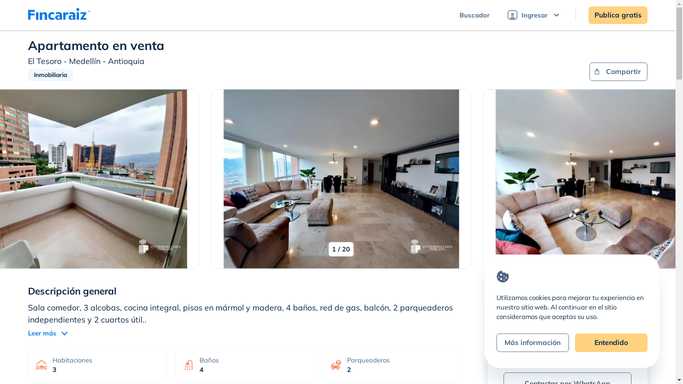 Fincaraiz
Buscador
Ingresar
Publica gratis
Apartamento en venta
El Tesoro - Medellín - Antioquia
Inmobiliaria
Compartir
1 / 20
Descripción general
Sala comedor, 3 alcobas, cocina integral, pisos en mármol y madera, 4 baños, red de gas, balcón, 2 parqueaderos
independientes y 2 cuartos útil..
Leer más
Habitaciones
3
Baños
4
Parqueaderos
2
Utilizamos cookies para mejorar tu experiencia en
nuestro sitio web. Al continuar en el sitio
consideramos que aceptas su uso.
Más información
Entendido
Contactar por WhatsApp